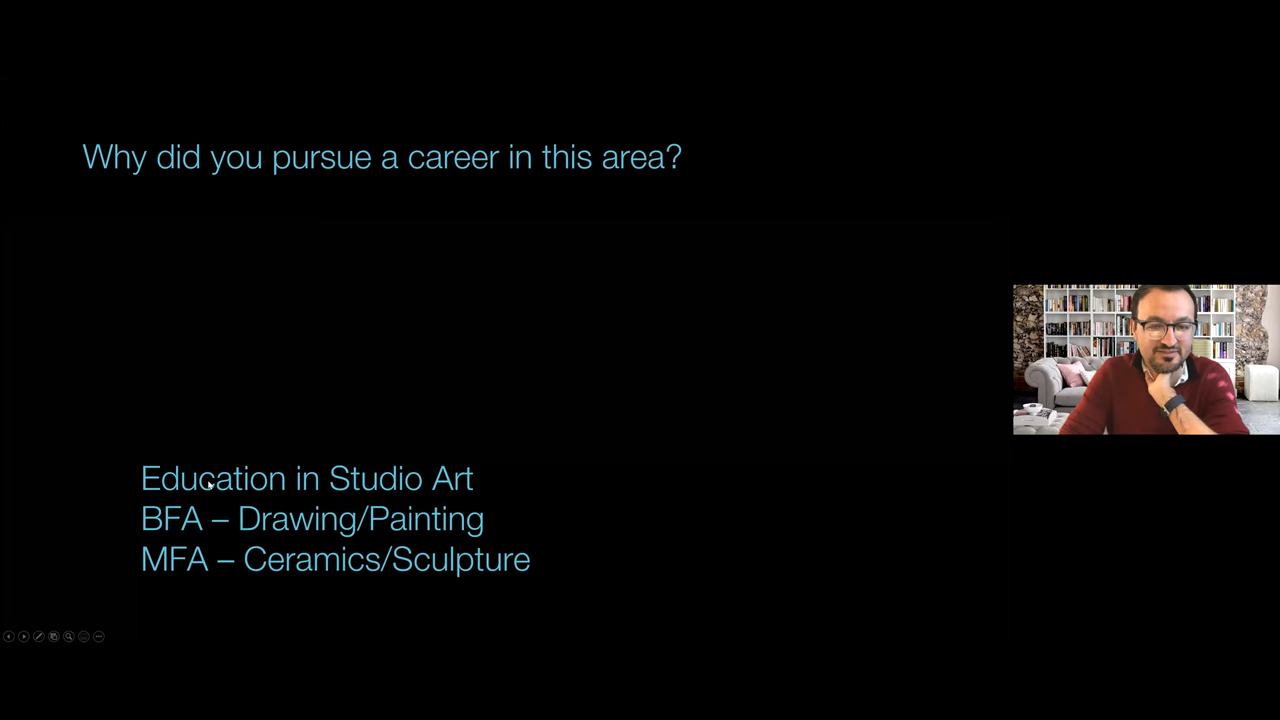 Why did you pursue a career in this area?
Education in Studio Art
BFA – Drawing/Painting
MFA – Ceramics/Sculpture